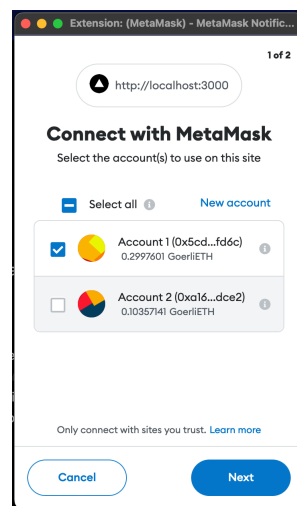 Extension: (MetaMask) - MetaMask Notific...
1 of 2
http://localhost:3000
Connect with MetaMask
Select the account(s) to use on this site
Select all
New account
Account 1 (0x5cd...fd6c)
0.2997601 GoerliETH
Account 2 (0xa16...dce2)
0.10357141 GoerliETH
Only connect with sites you trust. Learn more
Cancel
Next